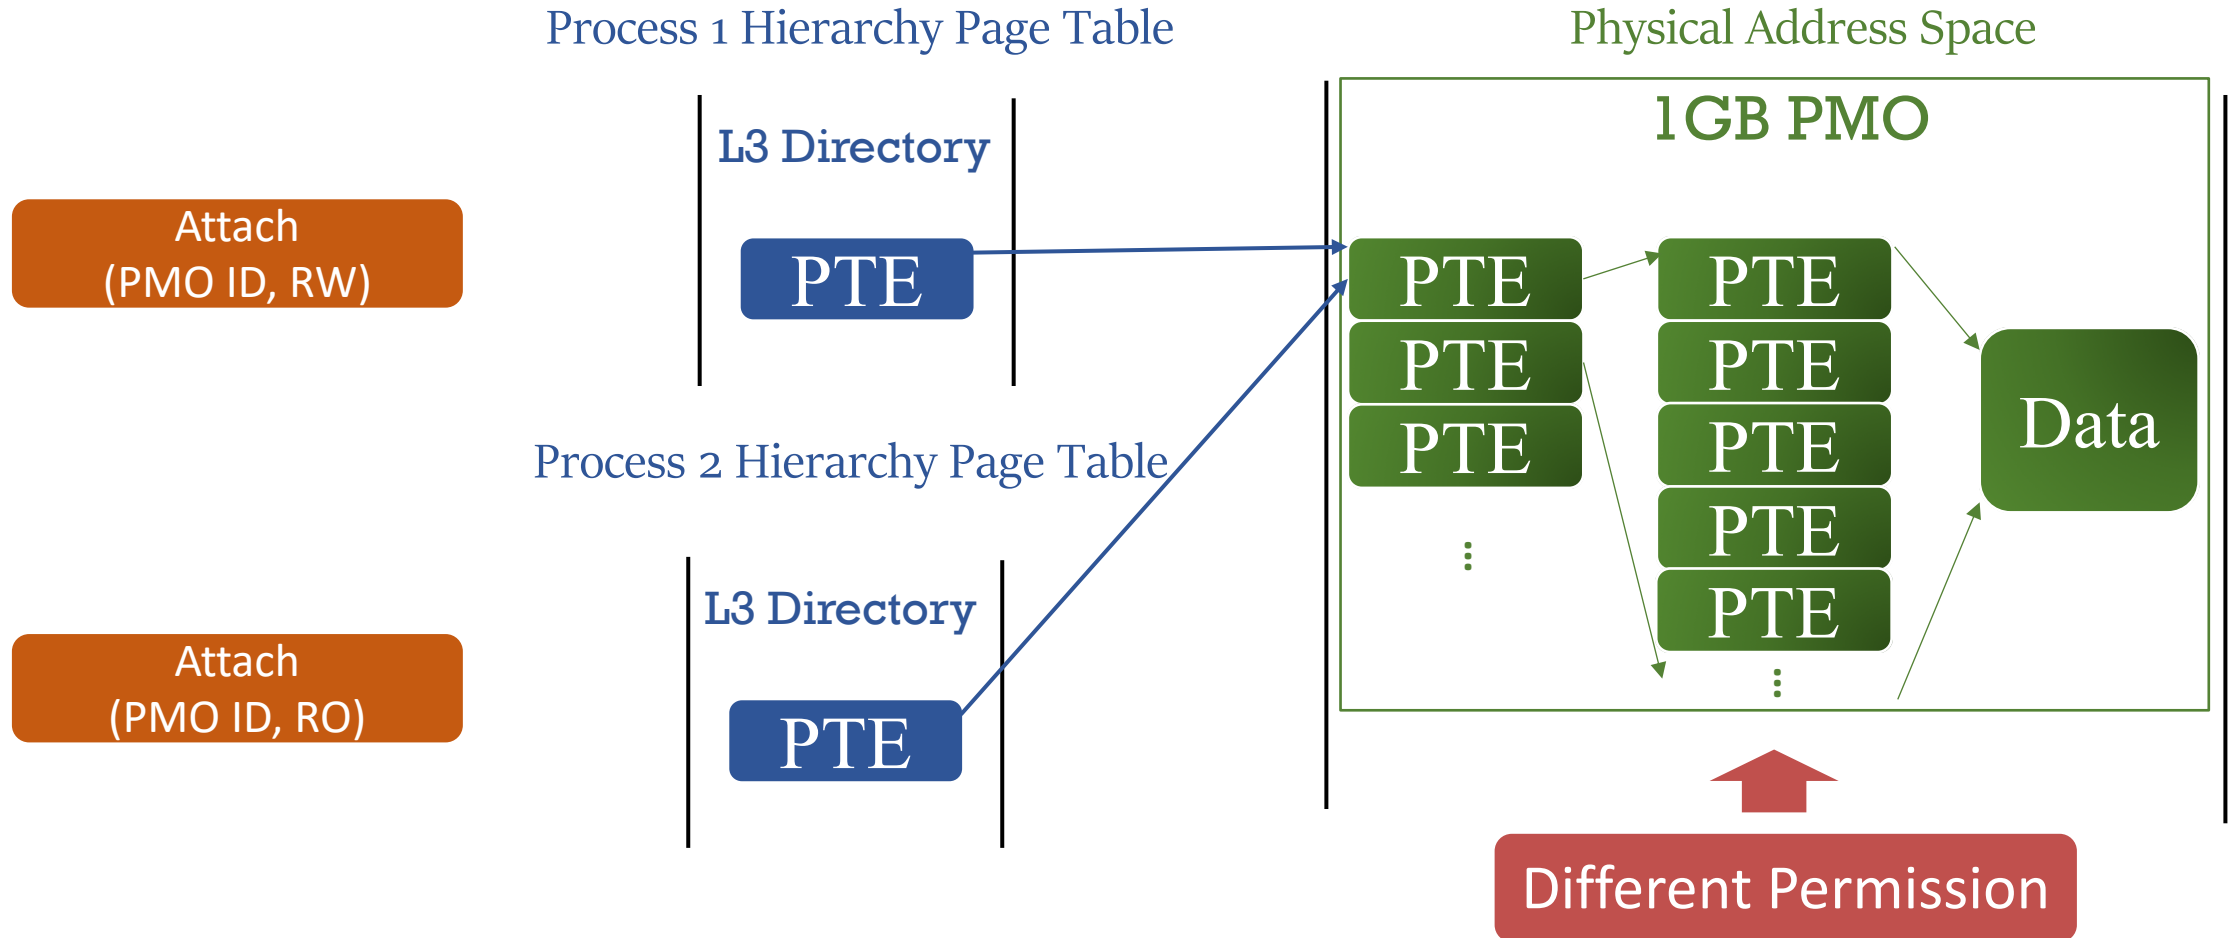 Process 1 Hierarchy Page Table
Physical Address Space
1GB PMO
L3 Directory
Attach
(PMO ID, RW)
PTE
PTE
PTE
PTE
PTE
PTE
PTE
PTE
PTE
Data
Process 2 Hierarchy Page Table
L3 Directory
Attach
(PMO ID, RO)
PTE
Different Permission